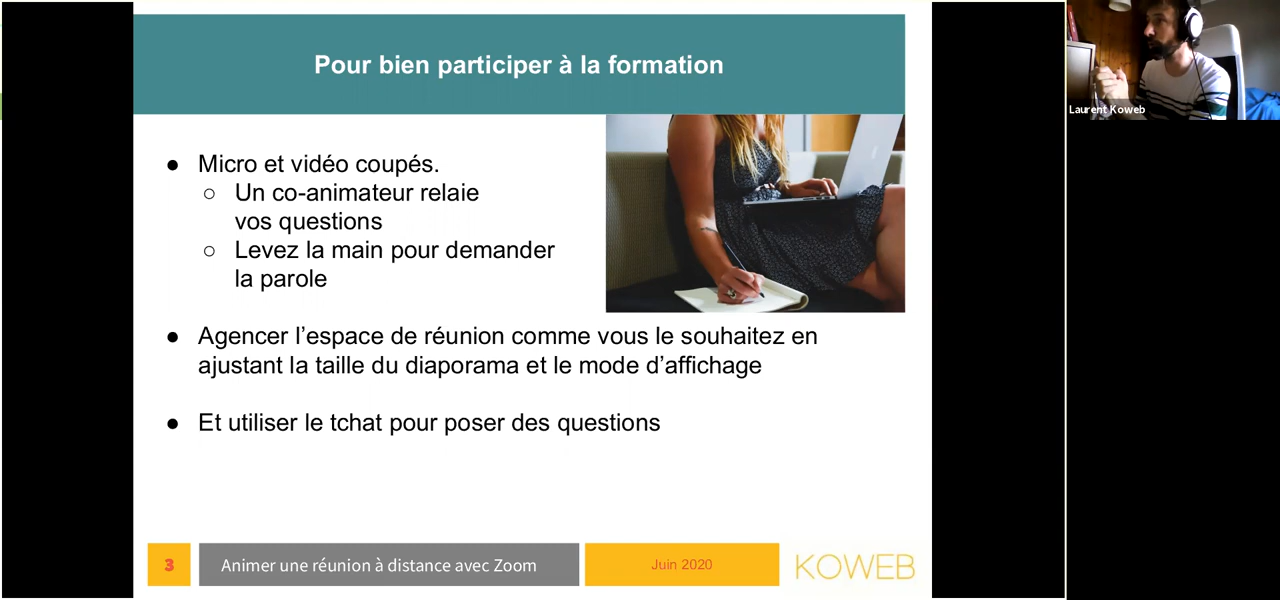 Pour bien participer à la formation
● Micro et vidéo coupés.
○ Un co-animateur relaie
vos questions
○ Levez la main pour demander
la parole
● Agencer l’espace de réunion comme vous le souhaitez en
ajustant la taille du diaporama et le mode d’affichage
● Et utiliser le tchat pour poser des questions
3
Animer une réunion à distance avec Zoom
Juin 2020
KOWEB
Laurent Koweb